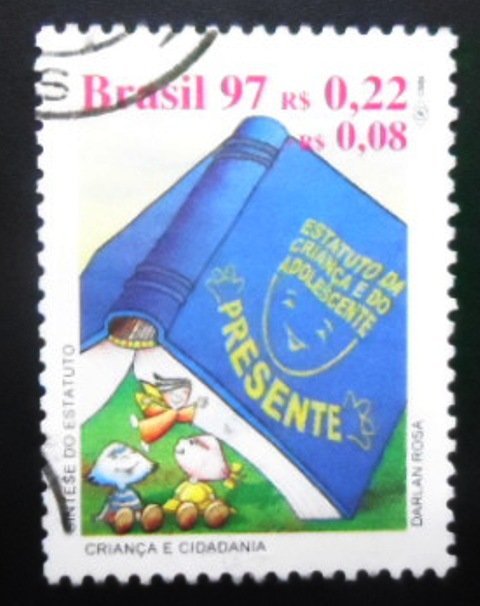 Brasil 97 R$ 0,22
R$ 0,08
ESTATUTO DA
CRIANÇA E DO
ADOLESCENTE
PRESENTE
SÍNTESE DO ESTATUTO
DARLAN ROSA
CRIANÇA E CIDADANIA